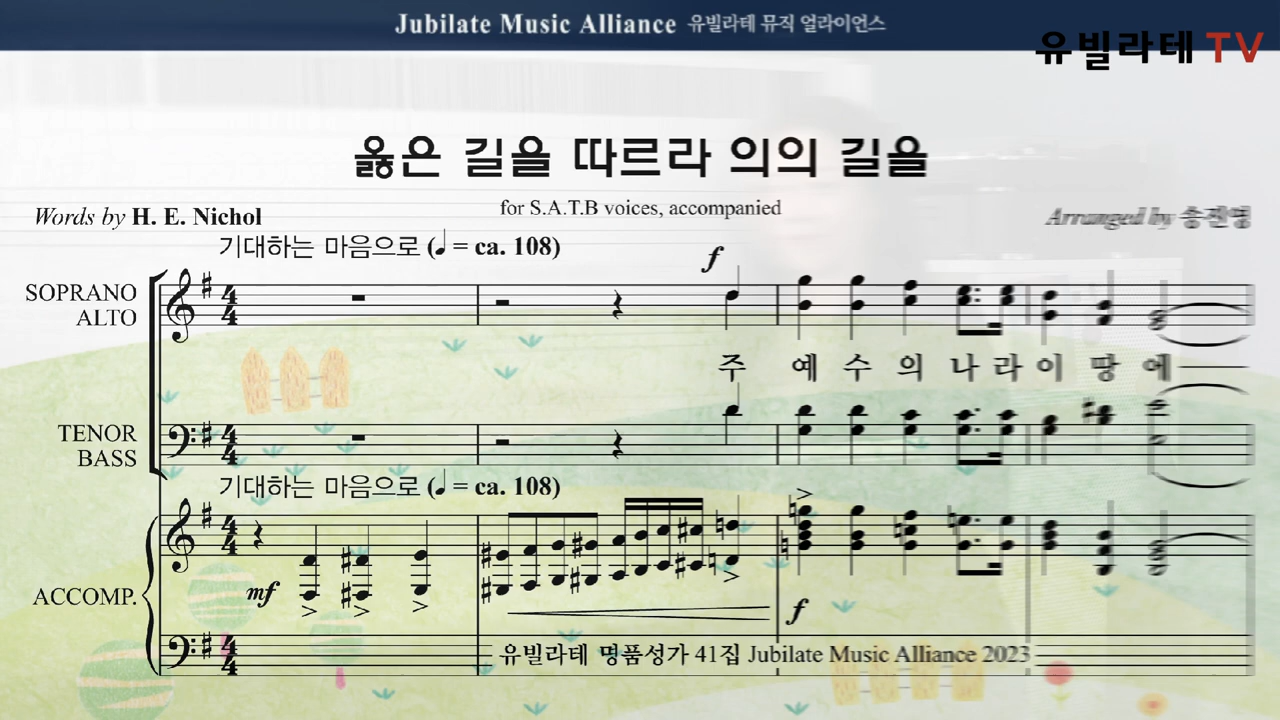 Jubilate Music Alliance 유빌라테 뮤직 얼라이언스
유빌라테 TV
옳은 길을 따르라 의의 길을
for S.A.T.B voices, accompanied
Words by H. E. Nichol
Arranged by
기대하는 마음으로 (♩ = ca. 108)
f
SOPRANO
ALTO
주 예 수 의 나 라 이 땅 에
TENOR
BASS
기대하는 마음으로 (♩ = ca. 108)
ACCOMP.
mf
f
유빌라테 명품성가 41집 Jubilate Music Alliance 2023